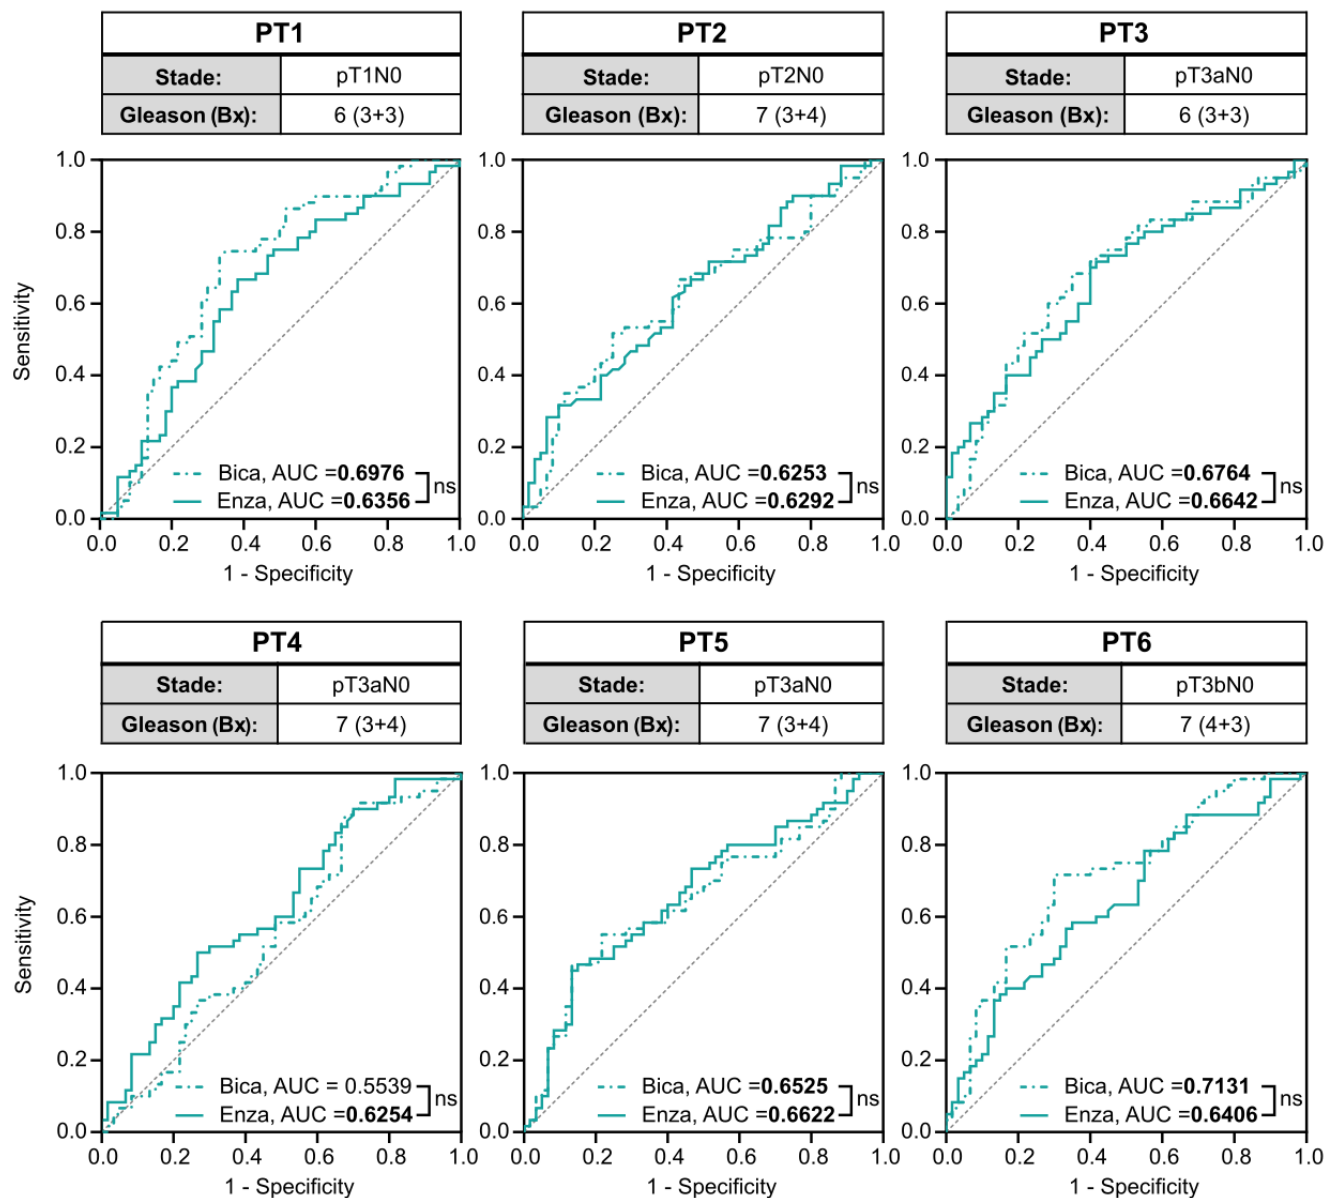 PT1
Stade: pT1N0
Gleason (Bx): 6 (3+3)
PT2
Stade: pT2N0
Gleason (Bx): 7 (3+4)
PT3
Stade: pT3aN0
Gleason (Bx): 6 (3+3)
Sensitivity
1.0
0.8
0.6
0.4
0.2
0.0
Bica, AUC =0.6976
Enza, AUC =0.6356
ns
0.0 0.2 0.4 0.6 0.8 1.0
1 - Specificity
1.0
0.8
0.6
0.4
0.2
0.0
Bica, AUC =0.6253
Enza, AUC =0.6292
ns
0.0 0.2 0.4 0.6 0.8 1.0
1 - Specificity
1.0
0.8
0.6
0.4
0.2
0.0
Bica, AUC =0.6764
Enza, AUC =0.6642
ns
0.0 0.2 0.4 0.6 0.8 1.0
1 - Specificity
PT4
Stade: pT3aN0
Gleason (Bx): 7 (3+4)
PT5
Stade: pT3aN0
Gleason (Bx): 7 (3+4)
PT6
Stade: pT3bN0
Gleason (Bx): 7 (4+3)
Sensitivity
1.0
0.8
0.6
0.4
0.2
0.0
Bica, AUC = 0.5539
Enza, AUC =0.6254
ns
0.0 0.2 0.4 0.6 0.8 1.0
1 - Specificity
1.0
0.8
0.6
0.4
0.2
0.0
Bica, AUC =0.6525
Enza, AUC =0.6622
ns
0.0 0.2 0.4 0.6 0.8 1.0
1 - Specificity
1.0
0.8
0.6
0.4
0.2
0.0
Bica, AUC =0.7131
Enza, AUC =0.6406
ns
0.0 0.2 0.4 0.6 0.8 1.0
1 - Specificity